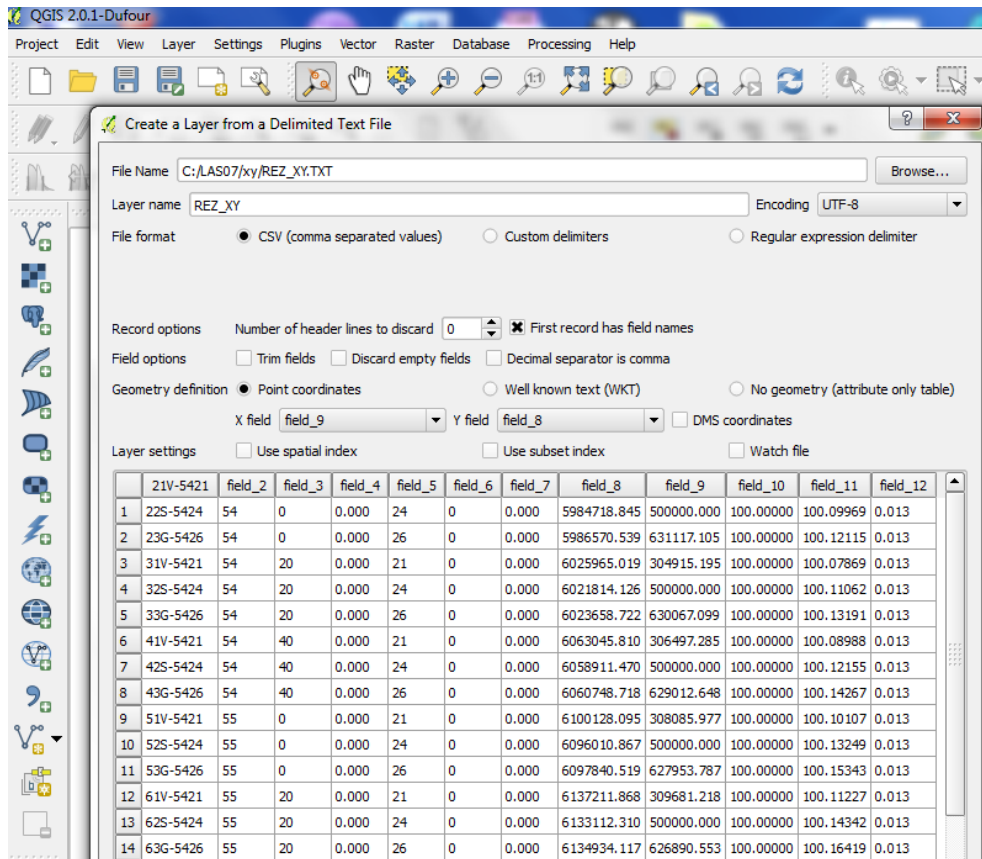 QGIS 2.0.1-Dufour
Project Edit View Layer Settings Plugins Vector Raster Database Processing Help
Create a Layer from a Delimited Text File
File Name C:/LAS07/xy/REZ_XY.TXT Browse...
Layer name REZ_XY Encoding UTF-8
File format CSV (comma separated values) Custom delimiters Regular expression delimiter
Record options Number of header lines to discard 0 First record has field names
Field options Trim fields Discard empty fields Decimal separator is comma
Geometry definition Point coordinates Well known text (WKT) No geometry (attribute only table)
X field field_9 Y field field_8 DMS coordinates
Layer settings Use spatial index Use subset index Watch file
21V-5421 field_2 field_3 field_4 field_5 field_6 field_7 field_8 field_9 field_10 field_11 field_12
1 22S-5424 54 0 0.000 24 0 0.000 5984718.845 500000.000 100.00000 100.09969 0.013
2 23G-5426 54 0 0.000 26 0 0.000 5986570.539 631117.105 100.00000 100.12115 0.013
3 31V-5421 54 20 0.000 21 0 0.000 6025965.019 304915.195 100.00000 100.07869 0.013
4 32S-5424 54 20 0.000 24 0 0.000 6021814.126 500000.000 100.00000 100.11062 0.013
5 33G-5426 54 20 0.000 26 0 0.000 6023658.722 630067.099 100.00000 100.13191 0.013
6 41V-5421 54 40 0.000 21 0 0.000 6063045.810 306497.285 100.00000 100.08988 0.013
7 42S-5424 54 40 0.000 24 0 0.000 6058911.470 500000.000 100.00000 100.12155 0.013
8 43G-5426 54 40 0.000 26 0 0.000 6060748.718 629012.648 100.00000 100.14267 0.013
9 51V-5421 55 0 0.000 21 0 0.000 6100128.095 308085.977 100.00000 100.10107 0.013
10 52S-5424 55 0 0.000 24 0 0.000 6096010.867 500000.000 100.00000 100.13249 0.013
11 53G-5426 55 0 0.000 26 0 0.000 6097840.519 627953.787 100.00000 100.15343 0.013
12 61V-5421 55 20 0.000 21 0 0.000 6137211.868 309681.218 100.00000 100.11227 0.013
13 62S-5424 55 20 0.000 24 0 0.000 6133112.310 500000.000 100.00000 100.14342 0.013
14 63G-5426 55 20 0.000 26 0 0.000 6134934.117 626890.553 100.00000 100.16419 0.013